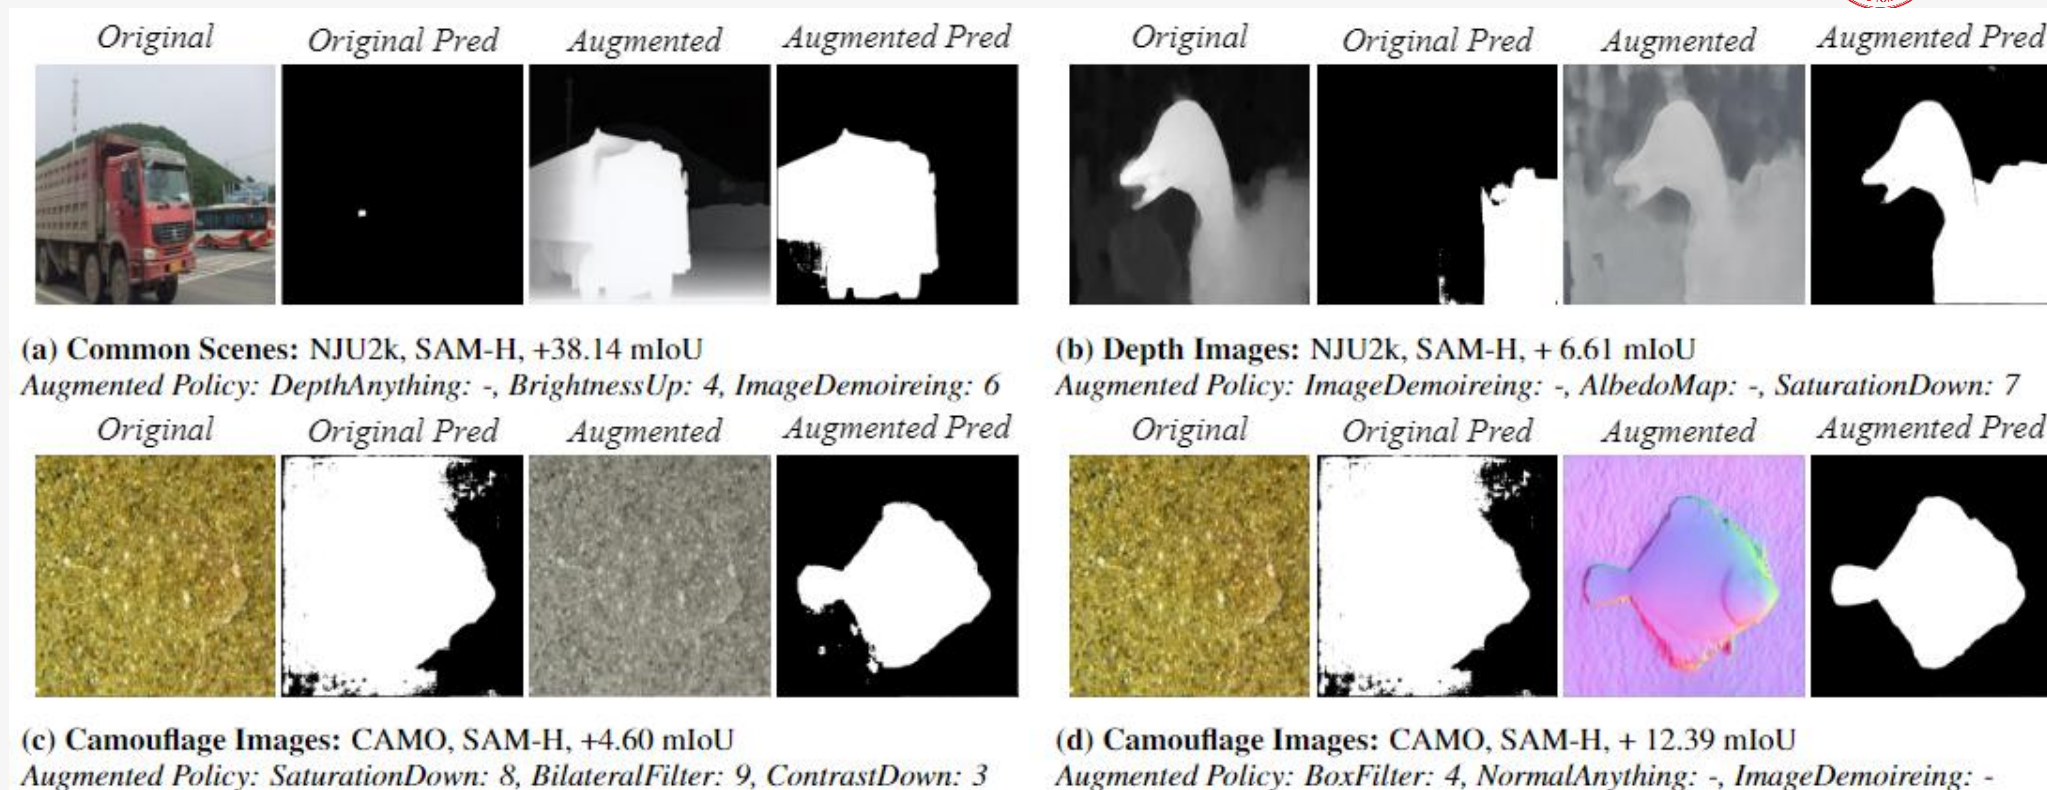 Original Original Pred Augmented Augmented Pred
Original Original Pred Augmented Augmented Pred
(a) Common Scenes: NJU2k, SAM-H, +38.14 mIoU
Augmented Policy: DepthAnything: -, BrightnessUp: 4, ImageDemoireing: 6
(b) Depth Images: NJU2k, SAM-H, + 6.61 mIoU
Augmented Policy: ImageDemoireing: -, AlbedoMap: -, SaturationDown: 7
Original Original Pred Augmented Augmented Pred
Original Original Pred Augmented Augmented Pred
(c) Camouflage Images: CAMO, SAM-H, +4.60 mIoU
Augmented Policy: SaturationDown: 8, BilateralFilter: 9, ContrastDown: 3
(d) Camouflage Images: CAMO, SAM-H, + 12.39 mIoU
Augmented Policy: BoxFilter: 4, NormalAnything: -, ImageDemoireing: -